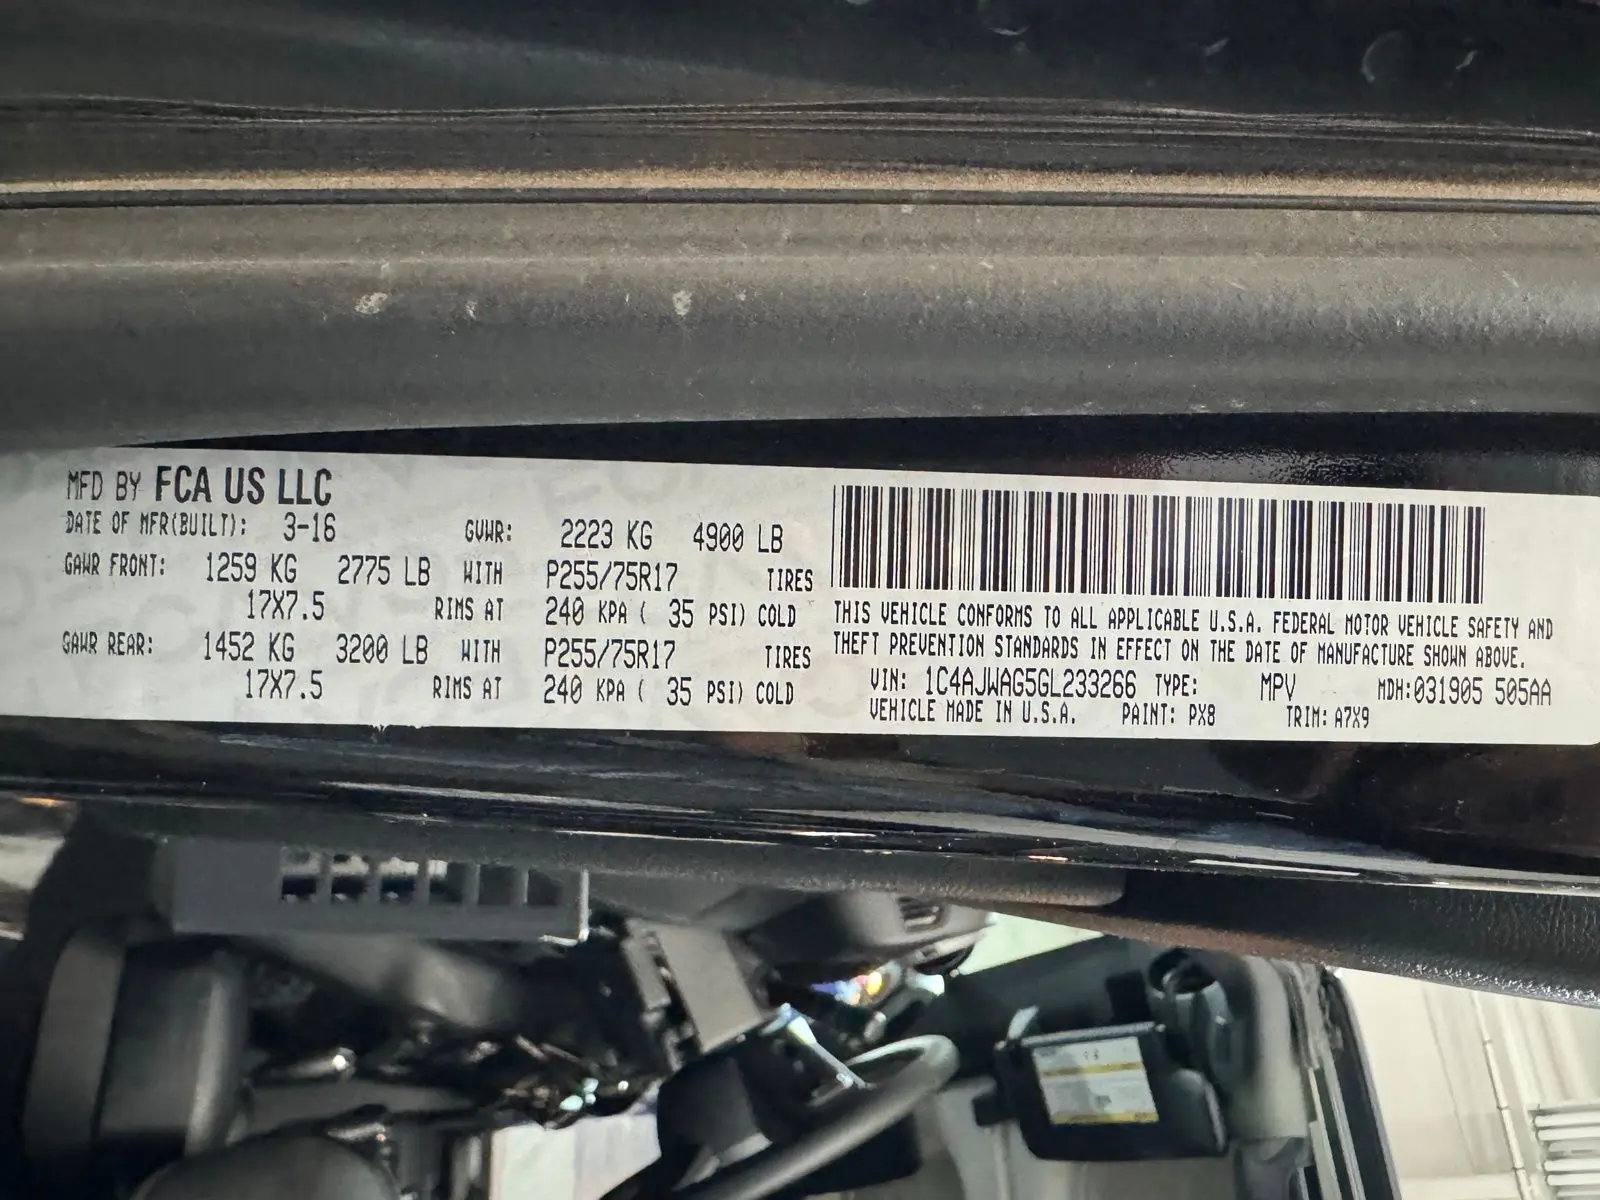 MFD BY FCA US LLC
DATE OF MFR(BUILT): 3-16 GVWR: 2223 KG 4900 LB
GAWR FRONT: 1259 KG 2775 LB WITH P255/75R17 TIRES
17X7.5 RIMS AT 240 KPA ( 35 PSI) COLD
GAWR REAR: 1452 KG 3200 LB WITH P255/75R17 TIRES
17X7.5 RIMS AT 240 KPA ( 35 PSI) COLD
THIS VEHICLE CONFORMS TO ALL APPLICABLE U.S.A. FEDERAL MOTOR VEHICLE SAFETY AND
THEFT PREVENTION STANDARDS IN EFFECT ON THE DATE OF MANUFACTURE SHOWN ABOVE.
VIN: 1C4AJWAG5GL233266 TYPE: MPV MDH:031905 505AA
VEHICLE MADE IN U.S.A. PAINT: PX8 TRIM: A7X9